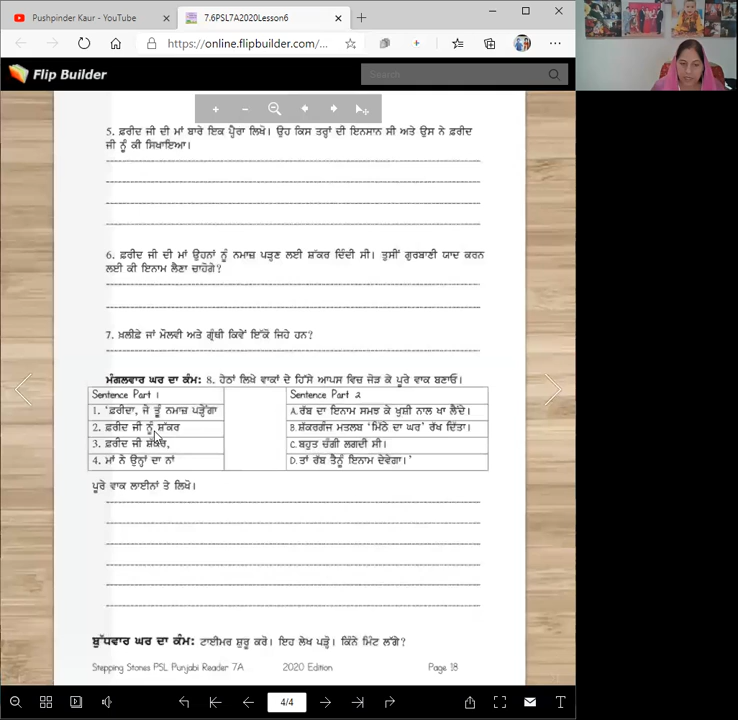 Pushpinder Kaur - YouTube
7.6PSL7A2020Lesson6
https://online.flipbuilder.com/...
Flip Builder
Search
5. ਫ਼ਰੀਦ ਜੀ ਦੀ ਮਾਂ ਬਾਰੇ ਇਕ ਪੈ੍ਰਾ ਲਿਖੋ। ਉਹ ਕਿਸ ਤਰ੍ਹਾਂ ਦੀ ਇਨਸਾਨ ਸੀ ਅਤੇ ਉਸ ਨੇ ਫ਼ਰੀਦ
ਜੀ ਨੂੰ ਕੀ ਸਿਖਾਇਆ।
6. ਫ਼ਰੀਦ ਜੀ ਦੀ ਮਾਂ ਉਹਨਾਂ ਨੂੰ ਨਮਾਜ਼ ਪੜ੍ਹਣ ਲਈ ਸ਼ੱਕਰ ਦਿੰਦੀ ਸੀ। ਤੁਸੀਂ ਗੁਰਬਾਣੀ ਯਾਦ ਕਰਨ
ਲਈ ਕੀ ਇਨਾਮ ਲੈਣਾ ਚਾਹੋਗੇ?
7. ਖ਼ਲੀਫ਼ੇ ਜਾਂ ਮੌਲਵੀ ਅਤੇ ਗ੍ਰੰਥੀ ਕਿਵੇਂ ਇੱਕੋ ਜਿਹੇ ਹਨ?
ਮੰਗਲਵਾਰ ਘਰ ਦਾ ਕੰਮ: 8. ਹੇਠਾਂ ਲਿਖੇ ਵਾਕਾਂ ਦੇ ਹਿੱਸੇ ਆਪਸ ਵਿਚ ਜੋੜ ਕੇ ਪੂਰੇ ਵਾਕ ਬਣਾਓ।
Sentence Part 1 Sentence Part 2
1. 'ਫ਼ਰੀਦਾ, ਜੇ ਤੂੰ ਨਮਾਜ਼ ਪੜ੍ਹੇਂਗਾ A. ਰੱਬ ਦਾ ਇਨਾਮ ਸਮਝ ਕੇ ਖੁਸ਼ੀ ਨਾਲ ਖਾ ਲੈਂਦੇ।
2. ਫ਼ਰੀਦ ਜੀ ਨੂੰ ਸ਼ੱਕਰ B. ਸ਼ੱਕਰਗੰਜ ਮਤਲਬ 'ਮਿੱਠੇ ਦਾ ਘਰ' ਰੱਖ ਦਿੱਤਾ।
3. ਫ਼ਰੀਦ ਜੀ ਸ਼ੱਕਰ, C. ਬਹੁਤ ਚੰਗੀ ਲਗਦੀ ਸੀ।
4. ਮਾਂ ਨੇ ਉਨ੍ਹਾਂ ਦਾ ਨਾਂ D. ਤਾਂ ਰੱਬ ਤੈਨੂੰ ਇਨਾਮ ਦੇਵੇਗਾ।'
ਪੂਰੇ ਵਾਕ ਲਾਈਨਾਂ ਤੇ ਲਿਖੋ।
ਬੁੱਧਵਾਰ ਘਰ ਦਾ ਕੰਮ: ਟਾਈਮਰ ਸ਼ੁਰੂ ਕਰੋ। ਇਹ ਲੇਖ ਪੜ੍ਹੋ। ਕਿੰਨੇ ਮਿੰਟ ਲੱਗੇ?
Stepping Stones PSL Punjabi Reader 7A 2020 Edition Page 18
4/4